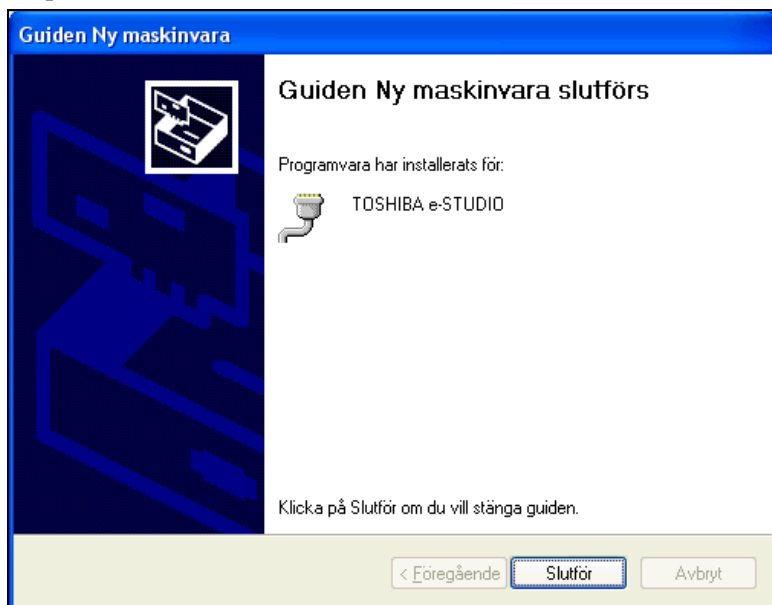 Guiden Ny maskinvara
Guiden Ny maskinvara slutförs
Programvara har installerats för:
TOSHIBA e-STUDIO
Klicka på Slutför om du vill stänga guiden.
< Föregående Slutför Avbryt